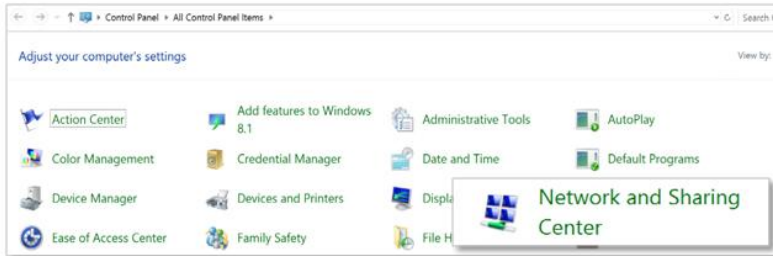 Control Panel ▸ All Control Panel Items ▸
Search
Adjust your computer's settings
View by:
Action Center
Add features to Windows
8.1
Administrative Tools
AutoPlay
Color Management
Credential Manager
Date and Time
Default Programs
Device Manager
Devices and Printers
Network and Sharing
Center
Ease of Access Center
Family Safety